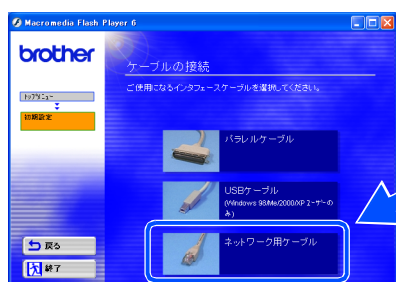 Macromedia Flash Player 6
brother
ケーブルの接続
ご使用になるインタフェースケーブルを選択してください。
トップメニュー
初期設定
パラレルケーブル
USBケーブル
(Windows 98/Me/2000/XP ユーザーの
み)
ネットワーク用ケーブル
戻る
終了